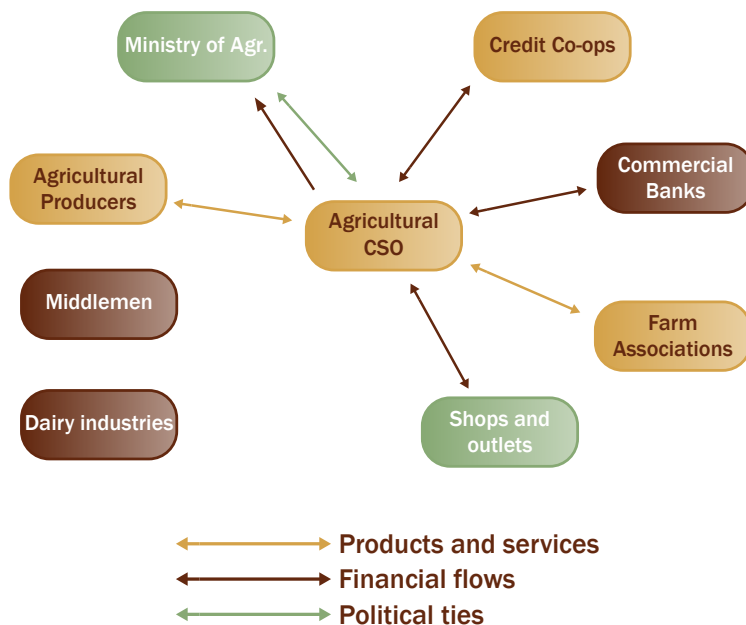 Ministry of Agr.
Credit Co-ops
Agricultural
Producers
Commercial
Banks
Agricultural
CSO
Middlemen
Farm
Associations
Dairy industries
Shops and
outlets
Products and services
Financial flows
Political ties